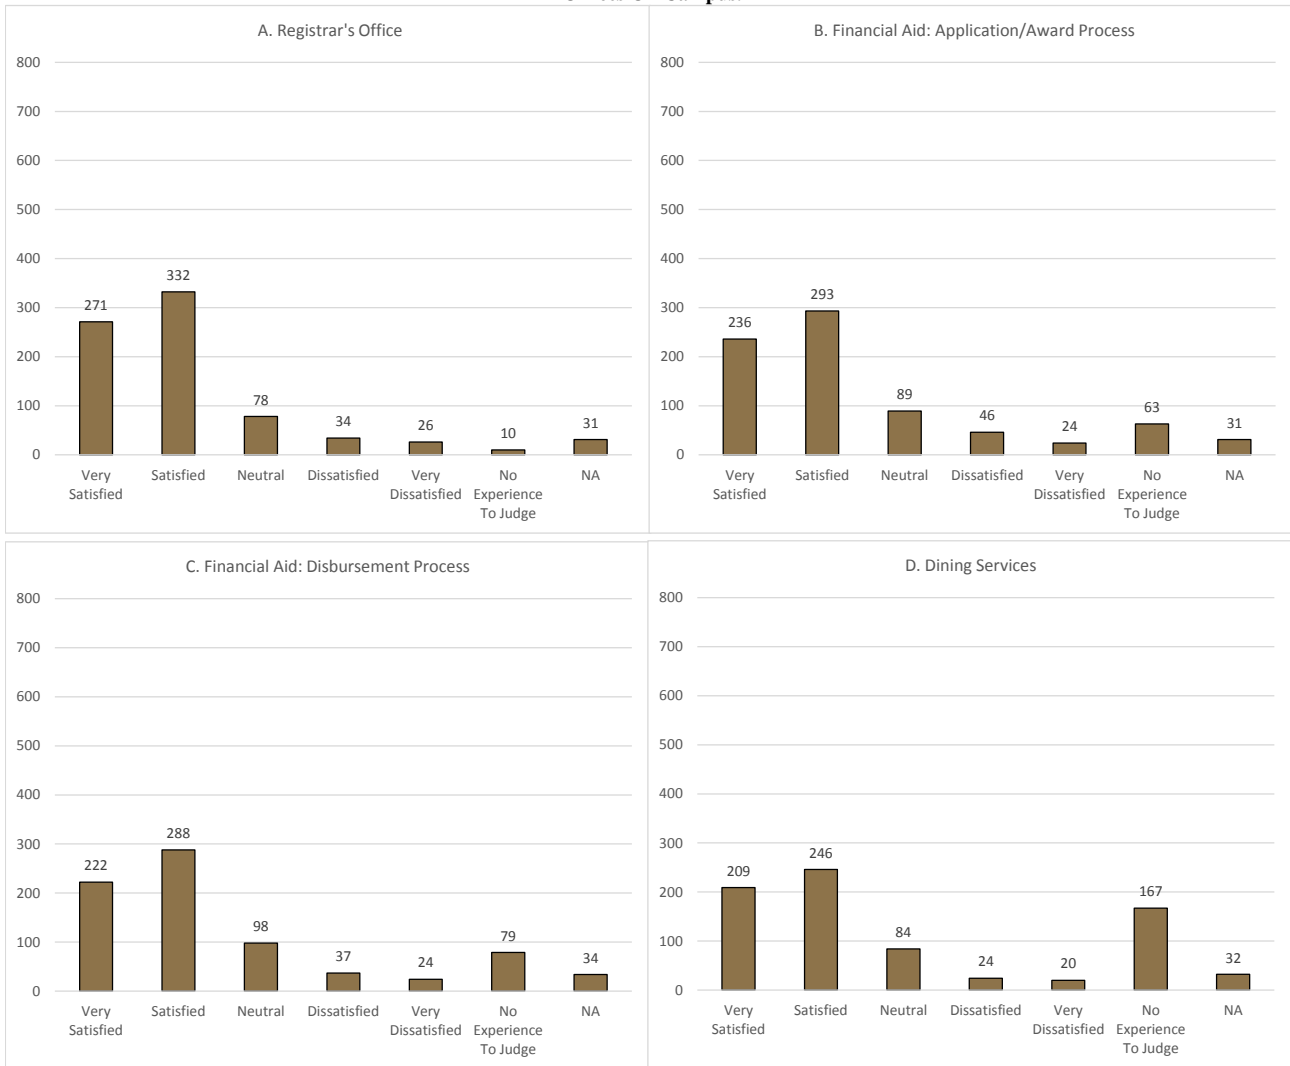 A. Registrar's Office
800
700
600
500
400
300
200
100
0
271
332
78
34
26
10
31
Very Satisfied
Satisfied
Neutral
Dissatisfied
Very Dissatisfied
No Experience To Judge
NA
B. Financial Aid: Application/Award Process
800
700
600
500
400
300
200
100
0
236
293
89
46
24
63
31
Very Satisfied
Satisfied
Neutral
Dissatisfied
Very Dissatisfied
No Experience To Judge
NA
C. Financial Aid: Disbursement Process
800
700
600
500
400
300
200
100
0
222
288
98
37
24
79
34
Very Satisfied
Satisfied
Neutral
Dissatisfied
Very Dissatisfied
No Experience To Judge
NA
D. Dining Services
800
700
600
500
400
300
200
100
0
209
246
84
24
20
167
32
Very Satisfied
Satisfied
Neutral
Dissatisfied
Very Dissatisfied
No Experience To Judge
NA